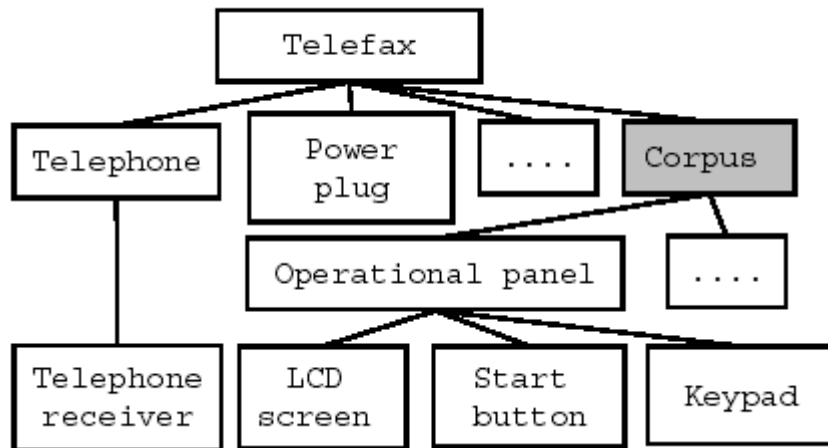 Telefax
Telephone
Power
plug
....
Corpus
Operational panel
....
Telephone
receiver
LCD
screen
Start
button
Keypad